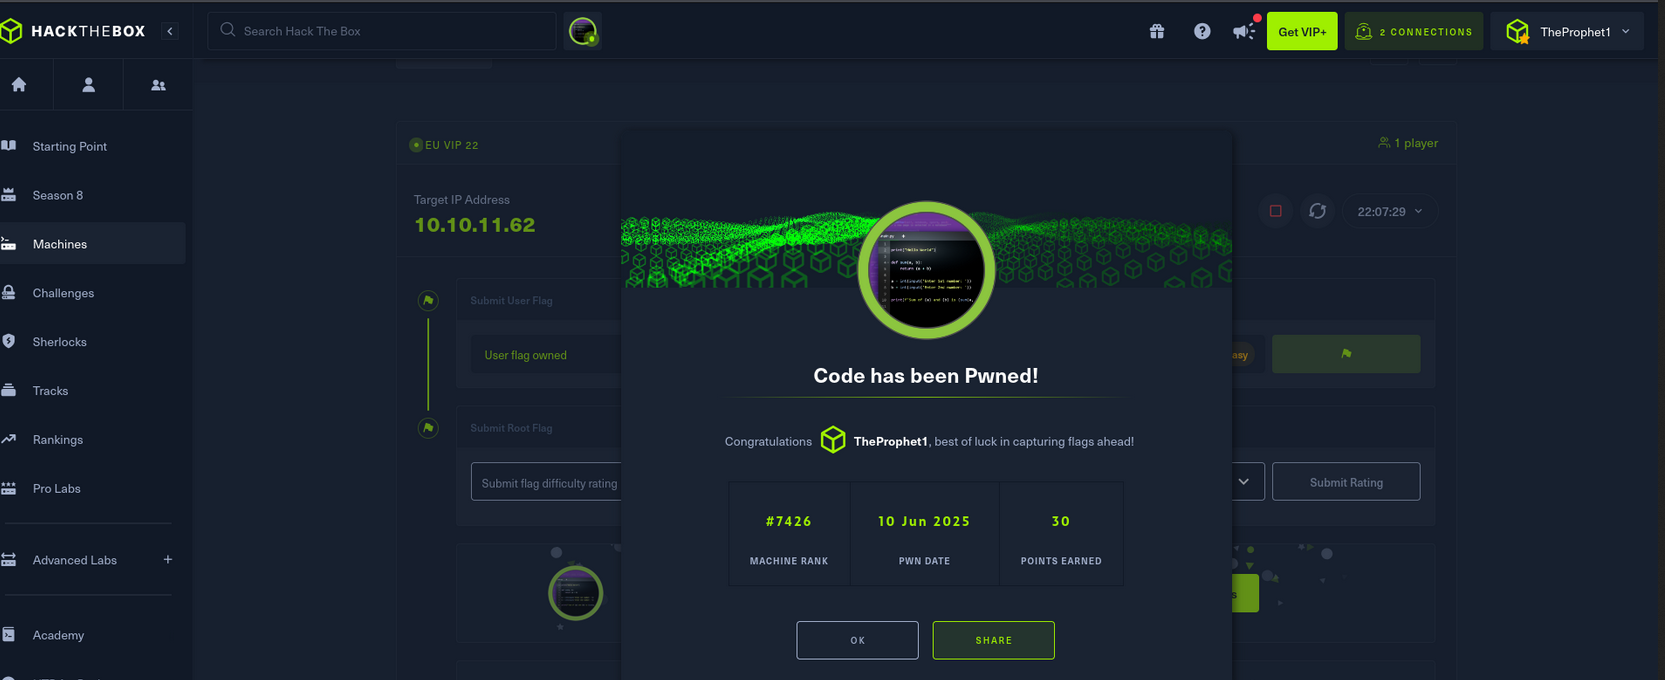 HACKTHEBOX
Search Hack The Box
Get VIP+
2 CONNECTIONS
TheProphet1
Starting Point
Season 8
Machines
Challenges
Sherlocks
Tracks
Rankings
Pro Labs
Advanced Labs
Academy
EU VIP 22
1 player
Target IP Address
10.10.11.62
22:07:29
Submit User Flag
User flag owned
Submit Root Flag
Submit flag difficulty rating
Submit Rating
Code has been Pwned!
Congratulations TheProphet1, best of luck in capturing flags ahead!
#7426
MACHINE RANK
10 Jun 2025
PWN DATE
30
POINTS EARNED
OK
SHARE